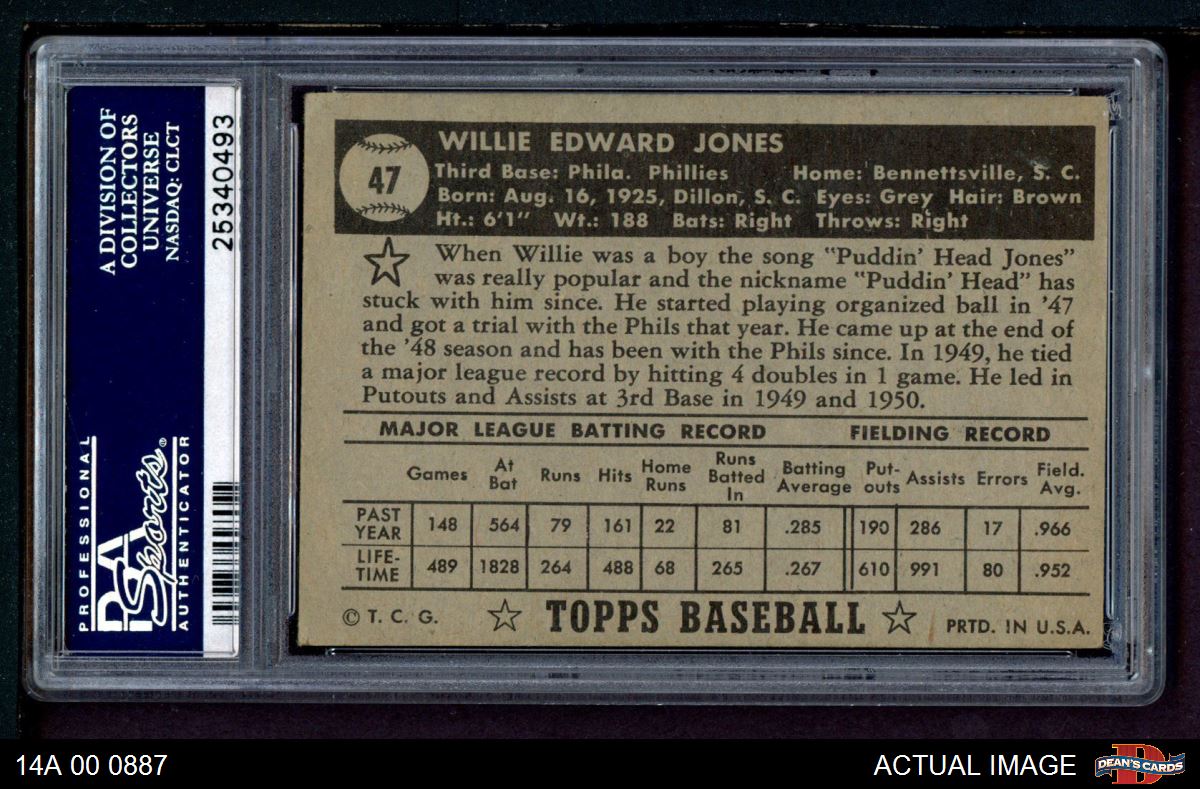 A DIVISION OF
COLLECTORS
UNIVERSE
NASDAQ: CLCT
25340493
PROFESSIONAL
PSA
Sports®
AUTHENTICATOR
47
WILLIE EDWARD JONES
Third Base: Phila. Phillies Home: Bennettsville, S. C.
Born: Aug. 16, 1925, Dillon, S. C. Eyes: Grey Hair: Brown
Ht.: 6'1" Wt.: 188 Bats: Right Throws: Right
When Willie was a boy the song "Puddin' Head Jones"
was really popular and the nickname "Puddin' Head" has
stuck with him since. He started playing organized ball in '47
and got a trial with the Phils that year. He came up at the end of
the '48 season and has been with the Phils since. In 1949, he tied
a major league record by hitting 4 doubles in 1 game. He led in
Putouts and Assists at 3rd Base in 1949 and 1950.
MAJOR LEAGUE BATTING RECORD FIELDING RECORD
Games At Bat Runs Hits Home Runs Runs Batted In Batting Average Put-outs Assists Errors Field. Avg.
PAST YEAR 148 564 79 161 22 81 .285 190 286 17 .966
LIFE-TIME 489 1828 264 488 68 265 .267 610 991 80 .952
© T. C. G. TOPPS BASEBALL PRTD. IN U.S.A.
14A 00 0887
ACTUAL IMAGE
DEAN'S CARDS